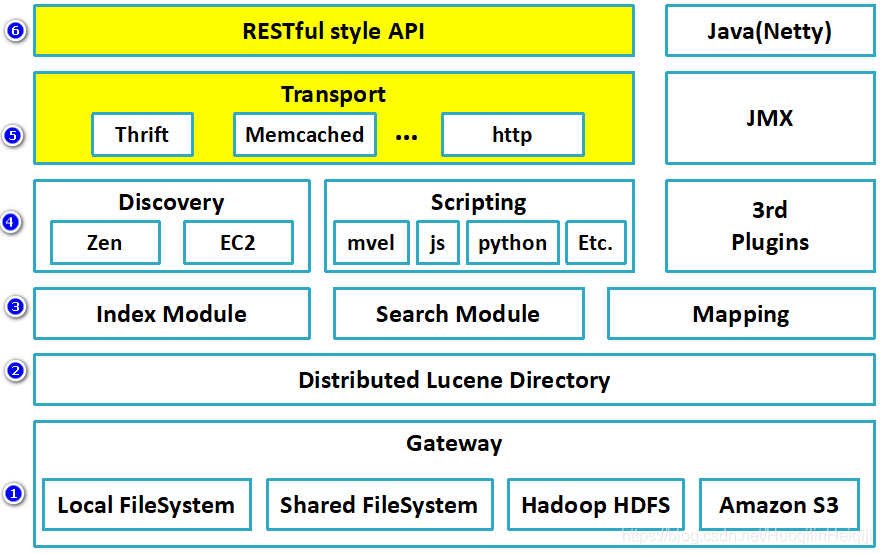 6 RESTful style API Java(Netty)
Transport
5 Thrift Memcached ... http JMX
Discovery Scripting
4 Zen EC2 mvel js python Etc. 3rd
Plugins
3 Index Module Search Module Mapping
2 Distributed Lucene Directory
Gateway
1 Local FileSystem Shared FileSystem Hadoop HDFS Amazon S3
https://blog.csdn.net/HuoqilinHeiqiji